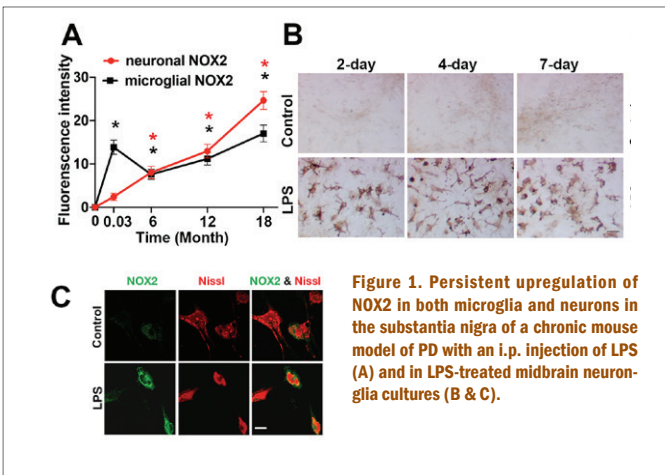 A
neuronal NOX2
microglial NOX2
Fluorenscence intensity
30
20
10
0
0 0.03 6 12 18
Time (Month)
* * * * * * *
B
2-day 4-day 7-day
Control
LPS
C
NOX2 Nissl NOX2 & Nissl
Control
LPS
Figure 1. Persistent upregulation of
NOX2 in both microglia and neurons in
the substantia nigra of a chronic mouse
model of PD with an i.p. injection of LPS
(A) and in LPS-treated midbrain neuron-
glia cultures (B & C).